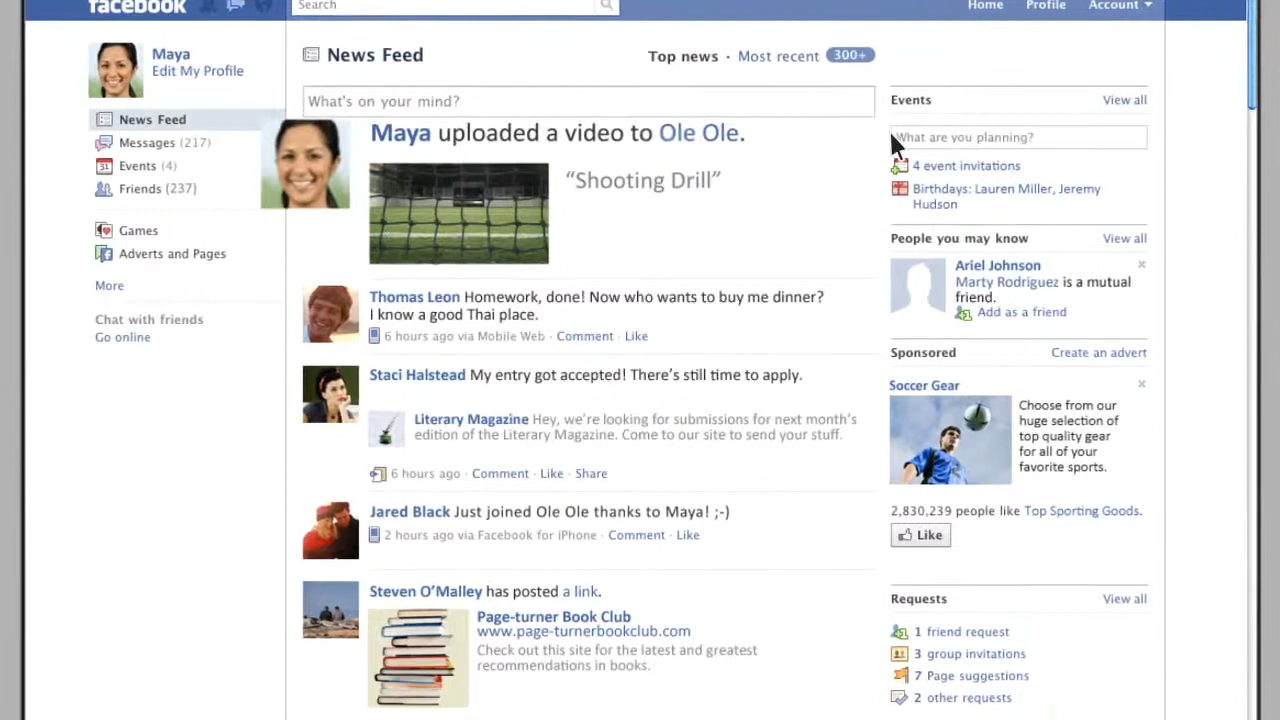 facebook
Search
Home Profile Account
Maya
Edit My Profile
News Feed
Messages (217)
Events (4)
Friends (237)
Games
Adverts and Pages
More
Chat with friends
Go online
News Feed
Top news · Most recent 300+
What's on your mind?
Maya uploaded a video to Ole Ole.
“Shooting Drill”
Thomas Leon Homework, done! Now who wants to buy me dinner?
I know a good Thai place.
6 hours ago via Mobile Web · Comment · Like
Staci Halstead My entry got accepted! There’s still time to apply.
Literary Magazine Hey, we’re looking for submissions for next month’s
edition of the Literary Magazine. Come to our site to send your stuff.
6 hours ago · Comment · Like · Share
Jared Black Just joined Ole Ole thanks to Maya! ;-)
2 hours ago via Facebook for iPhone · Comment · Like
Steven O’Malley has posted a link.
Page-turner Book Club
www.page-turnerbookclub.com
Check out this site for the latest and greatest
recommendations in books.
Events View all
What are you planning?
31
4 event invitations
Birthdays: Lauren Miller, Jeremy
Hudson
People you may know View all
Ariel Johnson
Marty Rodriguez is a mutual
friend.
Add as a friend
Sponsored Create an advert
Soccer Gear
Choose from our
huge selection of
top quality gear
for all of your
favorite sports.
2,830,239 people like Top Sporting Goods.
Like
Requests View all
1 friend request
3 group invitations
7 Page suggestions
2 other requests